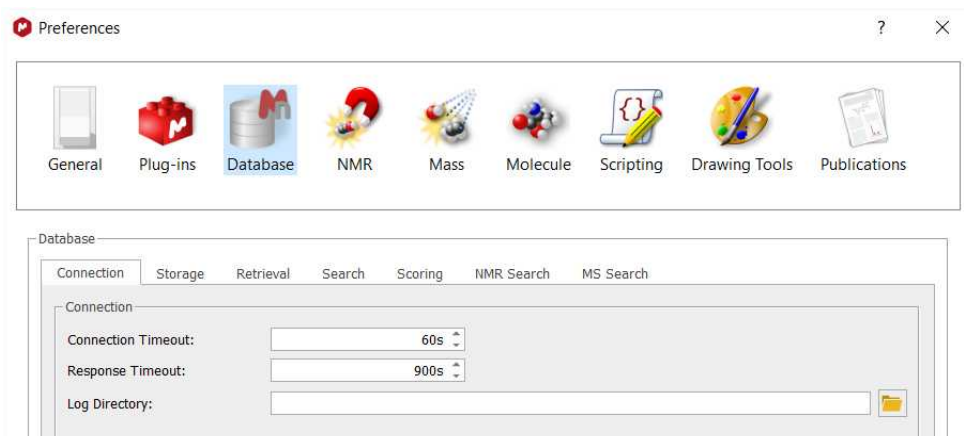 Preferences ?
General Plug-ins Database NMR Mass Molecule Scripting Drawing Tools Publications
Database
Connection Storage Retrieval Search Scoring NMR Search MS Search
Connection
Connection Timeout: 60s
Response Timeout: 900s
Log Directory: